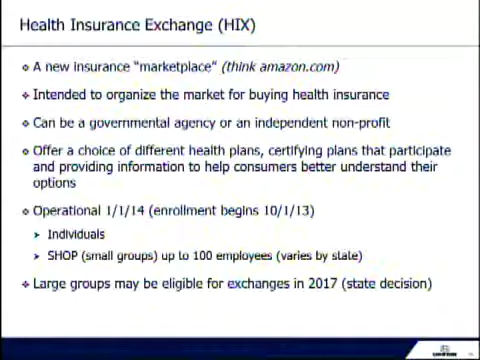 Health Insurance Exchange (HIX)
A new insurance “marketplace” (think amazon.com)
Intended to organize the market for buying health insurance
Can be a governmental agency or an independent non-profit
Offer a choice of different health plans, certifying plans that participate
and providing information to help consumers better understand their
options
Operational 1/1/14 (enrollment begins 10/1/13)
Individuals
SHOP (small groups) up to 100 employees (varies by state)
Large groups may be eligible for exchanges in 2017 (state decision)